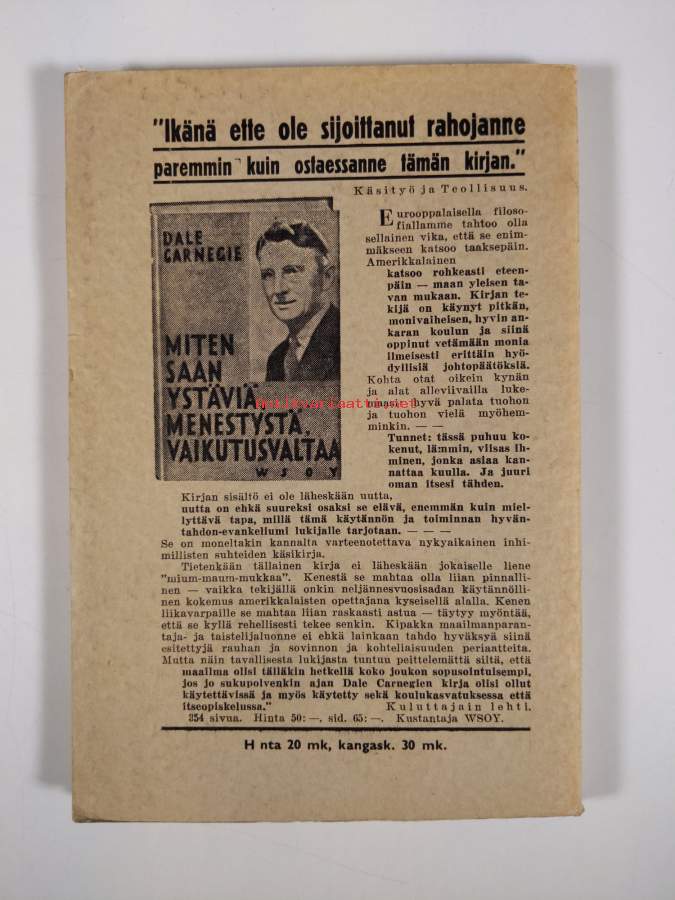 "Ikänä ette ole sijoittanut rahojanne
paremmin kuin ostaessanne tämän kirjan."
Käsityö ja Teollisuus.
DALE
CARNEGIE
MITEN
SAAN
YSTÄVIÄ,
MENESTYSTÄ,
VAIKUTUSVALTAA
WSOY
Eurooppalaisella filoso-
fiallamme tahtoo olla
sellainen vika, että se enim-
mäkseen katsoo taaksepäin.
Amerikkalainen
katsoo rohkeasti eteen-
päin — maan yleisen ta-
van mukaan. Kirjan te-
kijä on käynyt pitkän,
monivaiheisen, hyvin an-
karan koulun ja siinä
oppinut vetämään monia
ilmeisesti erittäin hyö-
dyllisiä johtopäätöksiä.
Kohta otat oikein kynän
ja alat alleviivailla luke-
maasi: hyvä palata tuohon
ja tuohon vielä myöhem-
minkin. — —
Tunnet: tässä puhuu ko-
kenut, lämmin, viisas ih-
minen, jonka asiaa kan-
nattaa kuulla. Ja juuri
oman itsesi tähden.
Kirjan sisältö ei ole läheskään uutta,
uutta on ehkä suureksi osaksi se elävä, enemmän kuin miel-
lyttävä tapa, millä tämä käytännön ja toiminnan hyvän-
tahdon-evankeliumi lukijalle tarjotaan. — — —
Se on moneltakin kannalta varteenotettava nykyaikainen inhi-
millisten suhteiden käsikirja.
Tietenkään tällainen kirja ei läheskään jokaiselle liene
"mium-maum-mukkaa". Kenestä se mahtaa olla liian pinnalli-
nen — vaikka tekijällä onkin neljännesvuosisadan käytännölli-
nen kokemus amerikkalaisten opettajana kyseisellä alalla. Kenen
liikavarpaille se mahtaa liian raskaasti astua — täytyy myöntää,
että se kyllä rehellisesti tekee senkin. Kipakka maailmanparan-
taja- ja taistelijaluonne ei ehkä lainkaan tahdo hyväksyä siinä
esitettyjä rauhan ja sovinnon ja kohteliaisuuden periaatteita.
Mutta näin tavallisesta lukijasta tuntuu peittelemättä siltä, että
maailma olisi tälläkin hetkellä koko joukon sopusointuisempi,
jos jo sukupolvenkin ajan Dale Carnegien kirja olisi ollut
käytettävissä ja myös käytetty sekä koulukasvatuksessa että
itseopiskelussa." Kuluttajain lehti.
354 sivua. Hinta 50:—, sid. 65:—. Kustantaja WSOY.
H nta 20 mk, kangask. 30 mk.
Antikvariaatti.net